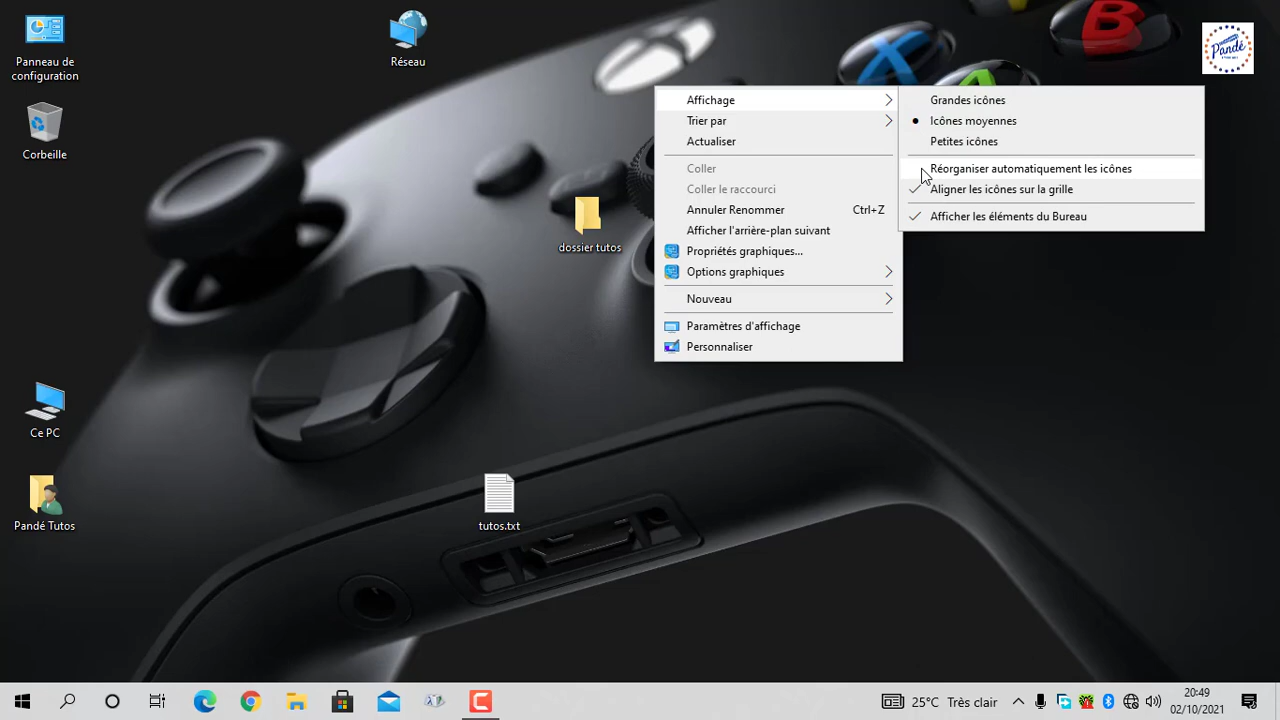 Panneau de
configuration
Corbeille
Ce PC
Pandé Tutos
Réseau
dossier tutos
tutos.txt
Affichage
Trier par
Actualiser
Coller
Coller le raccourci
Annuler Renommer Ctrl+Z
Afficher l'arrière-plan suivant
Propriétés graphiques...
Options graphiques
Nouveau
Paramètres d'affichage
Personnaliser
Grandes icônes
Icônes moyennes
Petites icônes
Réorganiser automatiquement les icônes
Aligner les icônes sur la grille
Afficher les éléments du Bureau
X
B
A
Pandé
25°C Très clair
20:49
02/10/2021